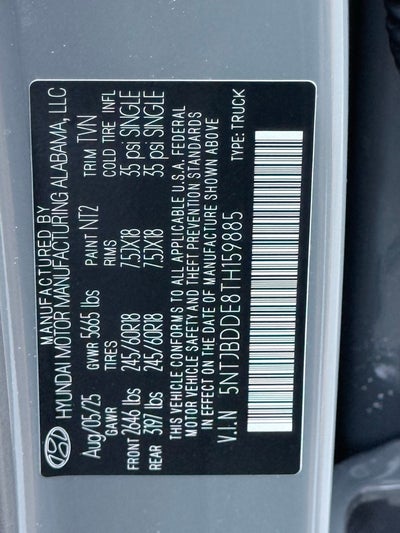 MANUFACTURED BY
HYUNDAI MOTOR MANUFACTURING ALABAMA, LLC
Aug/05/25 GVWR 5665 lbs PAINT NT2 TRIM TVN
GAWR TIRES RIMS COLD TIRE INFL
FRONT 2646 lbs 245/60R18 7.5JX18 35 psi SINGLE
REAR 3197 lbs 245/60R18 7.5JX18 35 psi SINGLE
THIS VEHICLE CONFORMS TO ALL APPLICABLE U.S.A. FEDERAL
MOTOR VEHICLE SAFETY AND THEFT PREVENTION STANDARDS
IN EFFECT ON THE DATE OF MANUFACTURE SHOWN ABOVE
V.I.N 5NTJBDDE8TH159885 TYPE: TRUCK